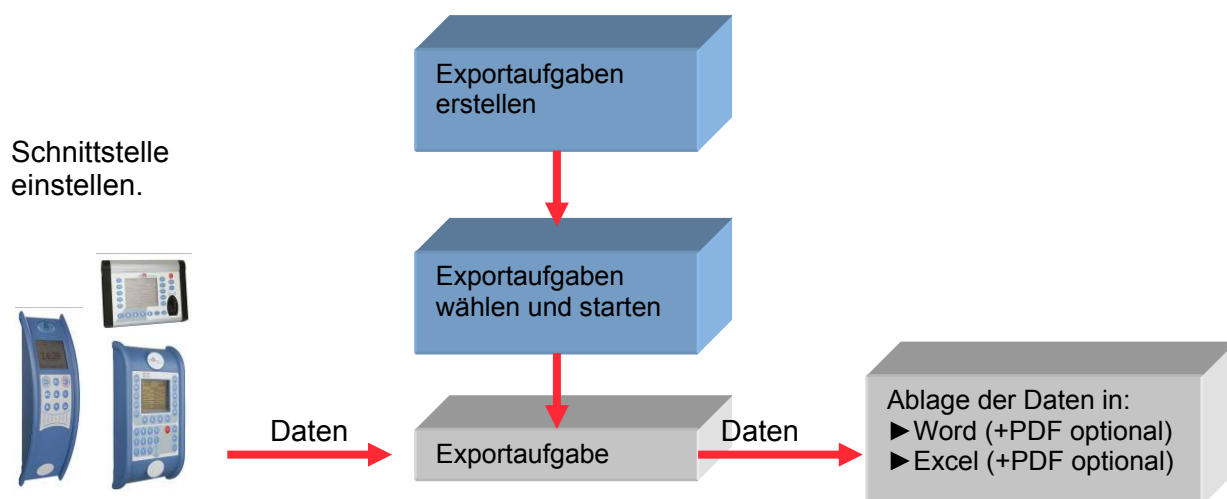 Exportaufgaben
erstellen
Schnittstelle
einstellen.
Exportaufgaben
wählen und starten
Daten
Exportaufgabe
Daten
Ablage der Daten in:
►Word (+PDF optional)
►Excel (+PDF optional)